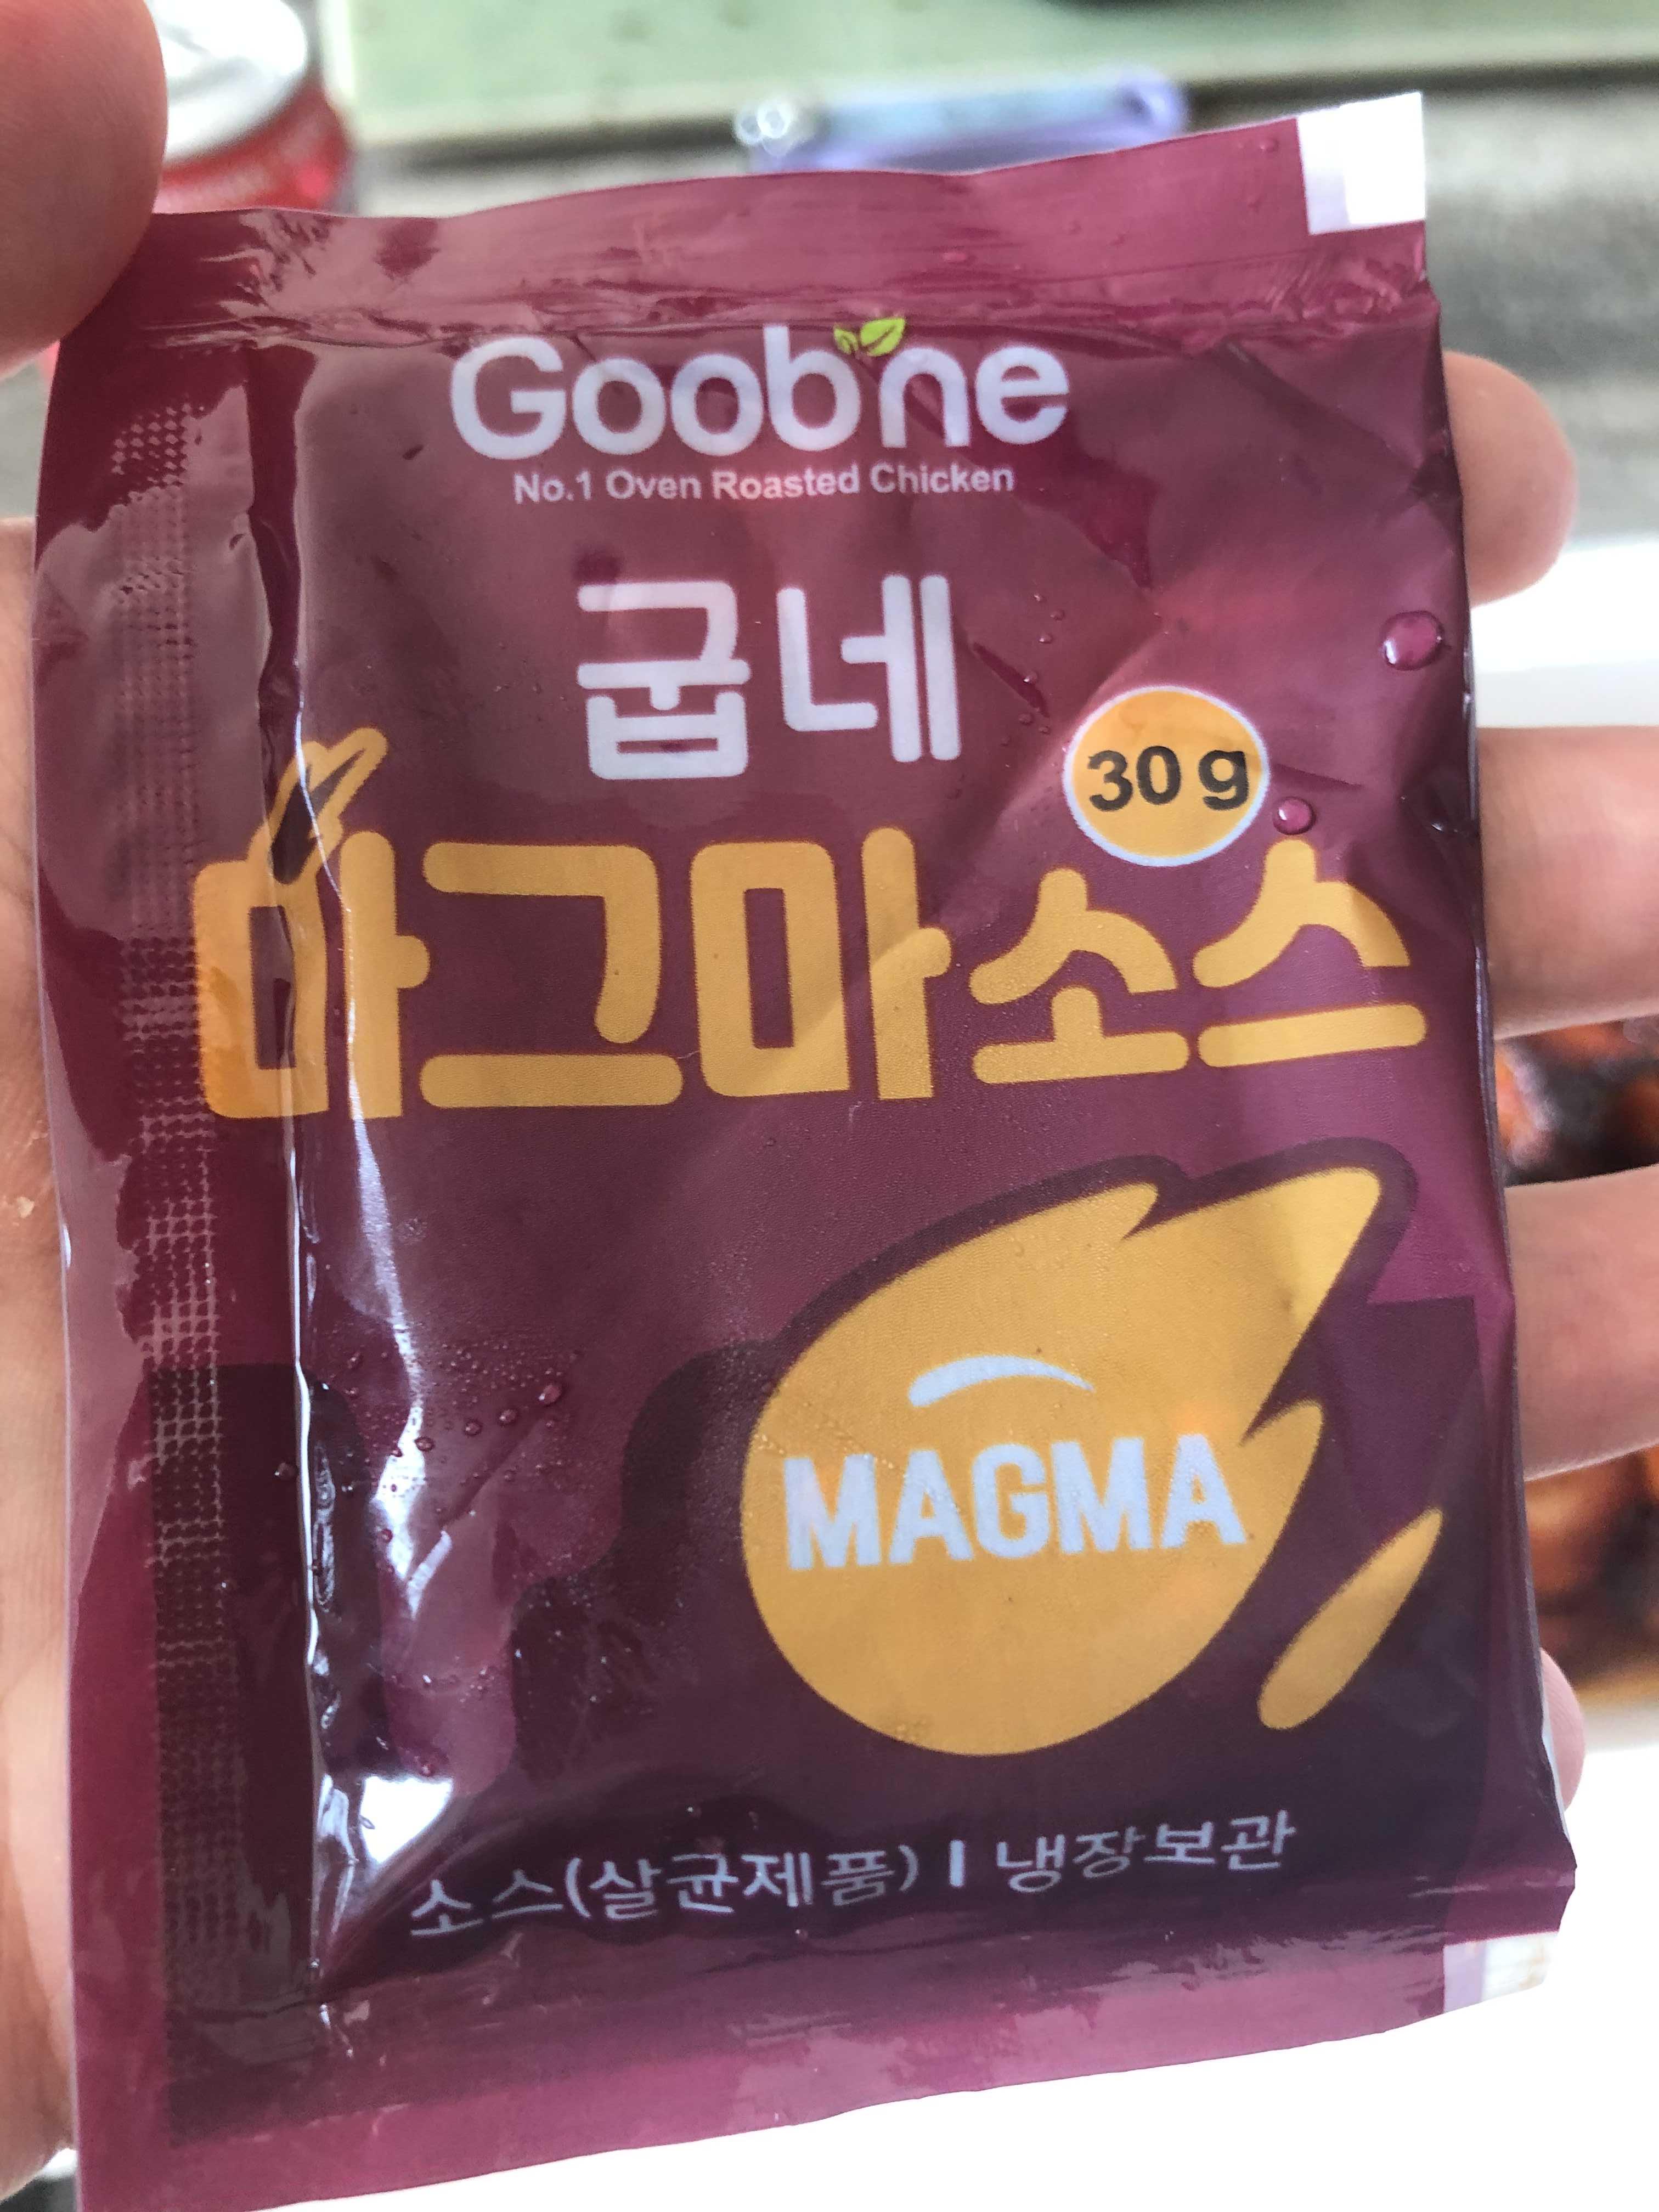 Goobne
No.1 Oven Roasted Chicken
굽네
30g
마그마소스
MAGMA
소스(살균제품) | 냉장보관